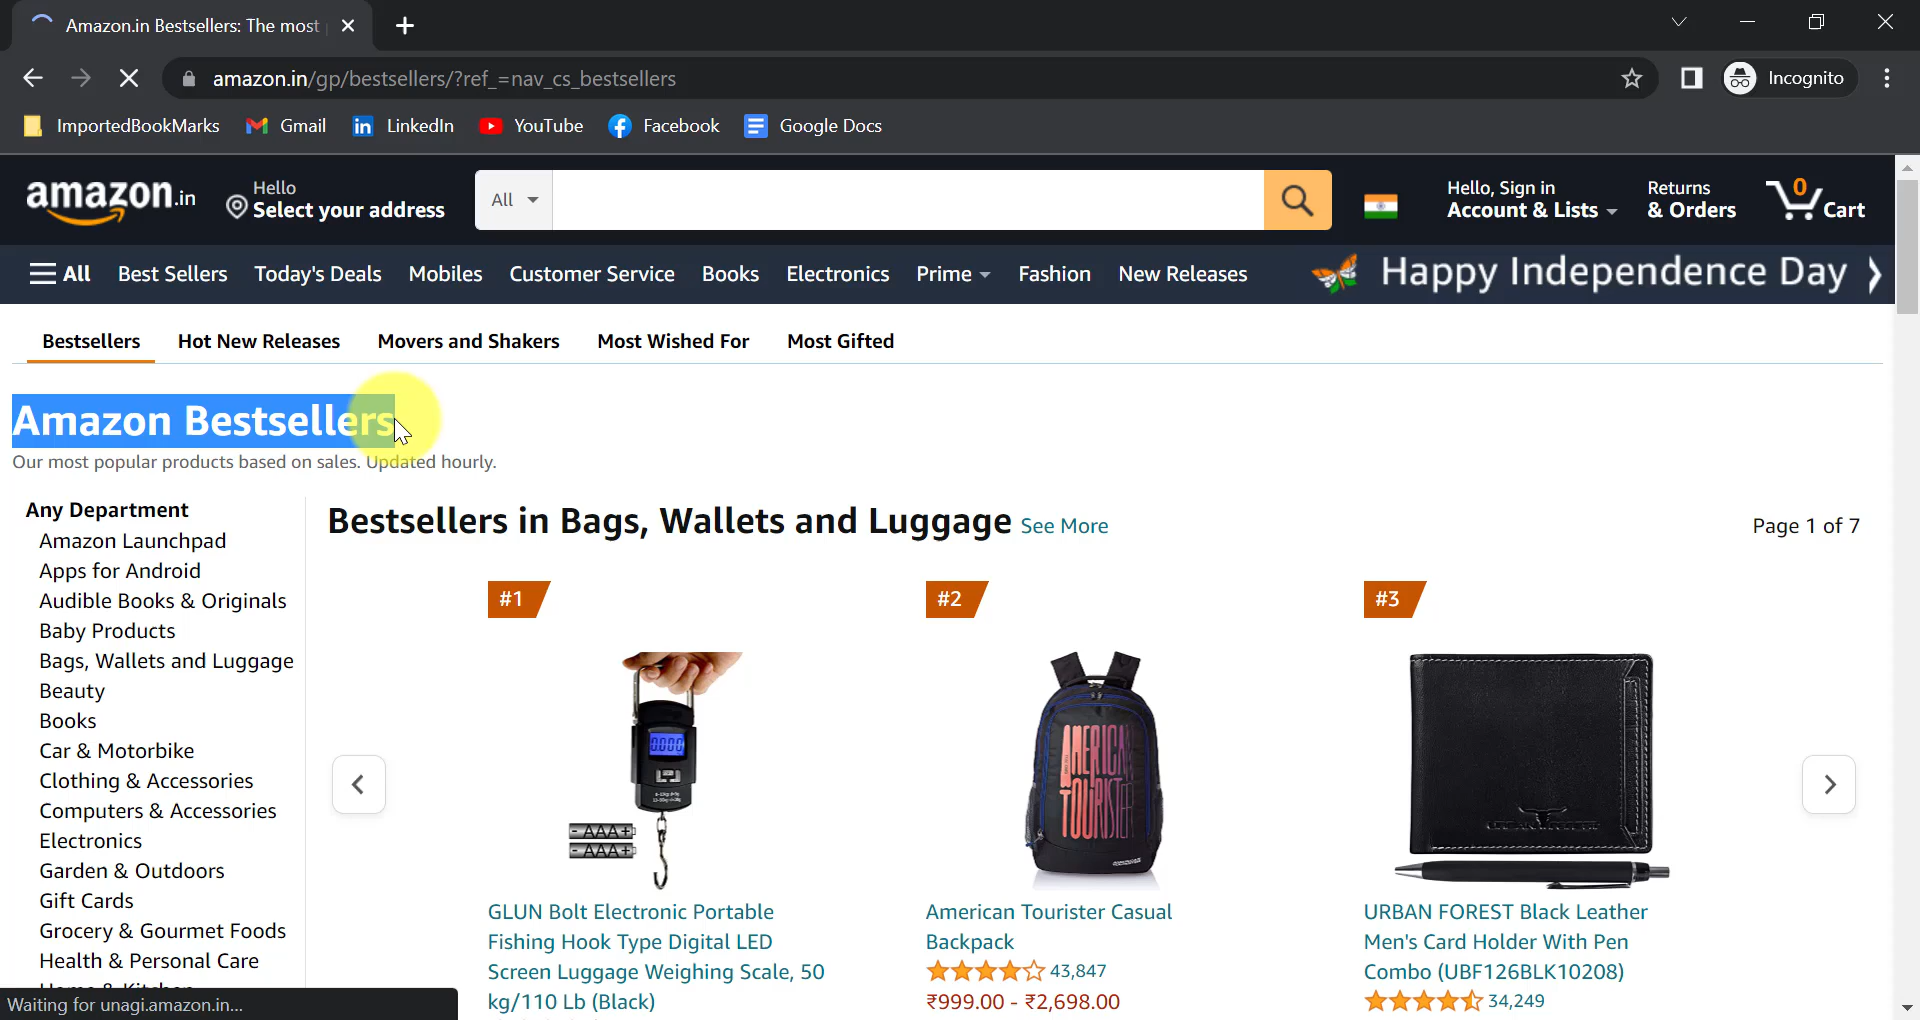 Amazon.in Bestsellers: The most
amazon.in/gp/bestsellers/?ref_=nav_cs_bestsellers
Incognito
ImportedBookMarks Gmail LinkedIn YouTube Facebook Google Docs
amazon.in
Hello
Select your address
All
Hello, Sign in
Account & Lists
Returns
& Orders
0
Cart
All Best Sellers Today's Deals Mobiles Customer Service Books Electronics Prime Fashion New Releases
Happy Independence Day
Bestsellers Hot New Releases Movers and Shakers Most Wished For Most Gifted
Amazon Bestsellers
Our most popular products based on sales. Updated hourly.
Any Department
Amazon Launchpad
Apps for Android
Audible Books & Originals
Baby Products
Bags, Wallets and Luggage
Beauty
Books
Car & Motorbike
Clothing & Accessories
Computers & Accessories
Electronics
Garden & Outdoors
Gift Cards
Grocery & Gourmet Foods
Health & Personal Care
Bestsellers in Bags, Wallets and Luggage See More
Page 1 of 7
#1
0.000
AAA
AAA
GLUN Bolt Electronic Portable
Fishing Hook Type Digital LED
Screen Luggage Weighing Scale, 50
kg/110 Lb (Black)
#2
AMERICAN
TOURISTER
American Tourister Casual
Backpack
43,847
₹999.00 - ₹2,698.00
#3
URBAN FOREST Black Leather
Men's Card Holder With Pen
Combo (UBF126BLK10208)
34,249
Waiting for unagi.amazon.in...